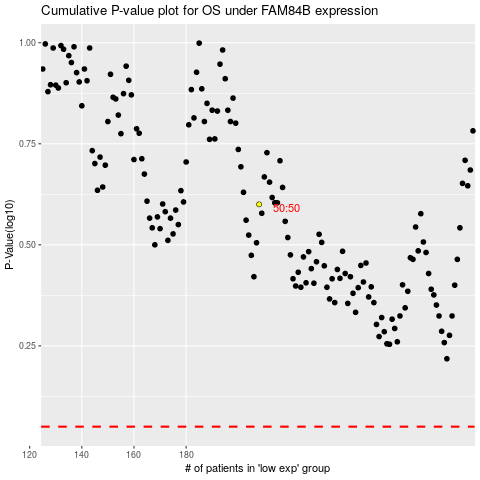 Cumulative P-value plot for OS under FAM84B expression
P-Value(log10)
1.00
0.75
0.50
0.25
50:50
120 140 160 180
# of patients in 'low exp' group